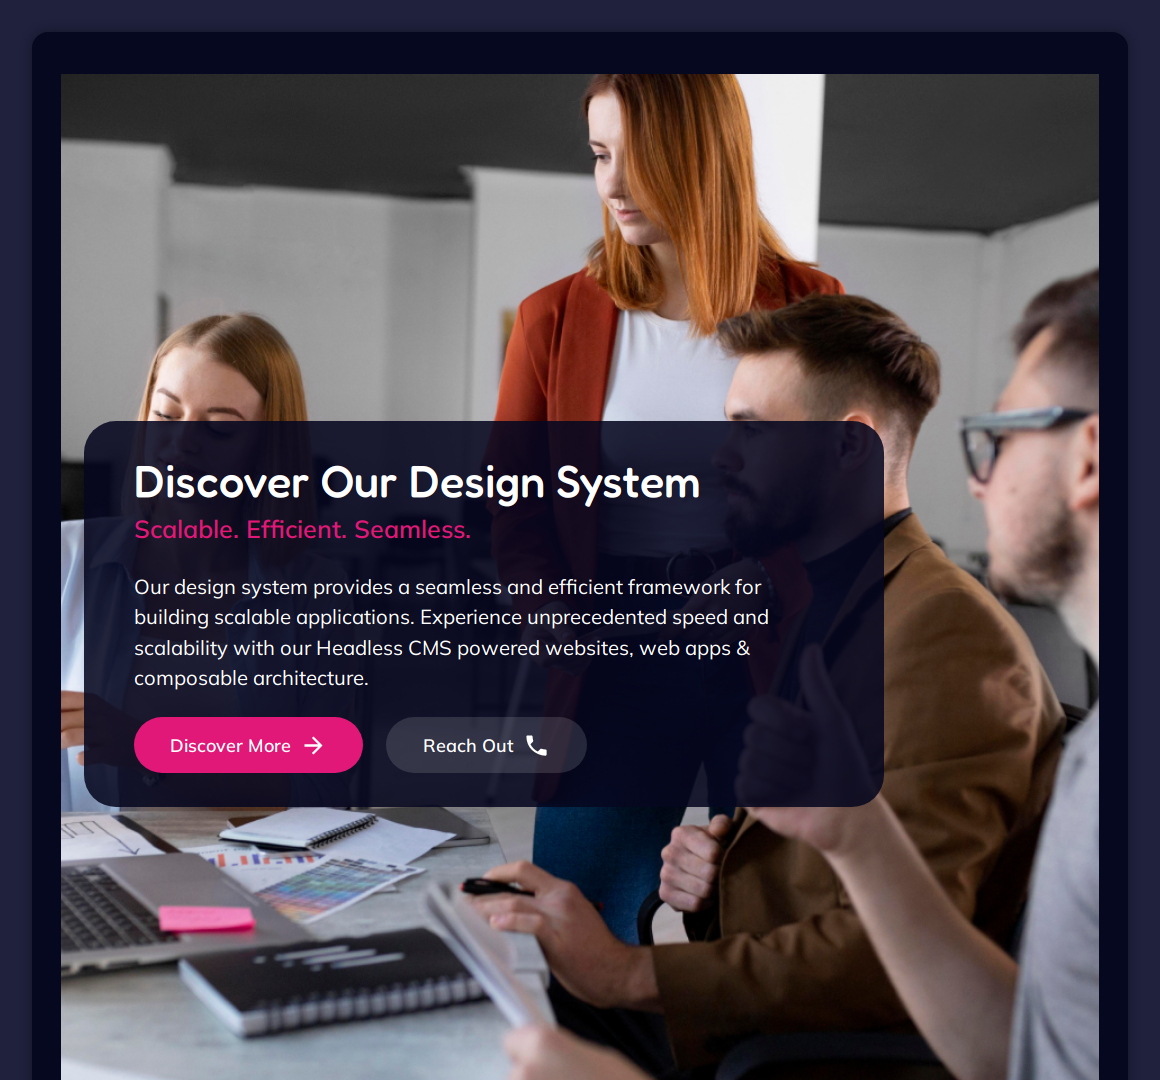 Discover Our Design System
Scalable. Efficient. Seamless.
Our design system provides a seamless and efficient framework for
building scalable applications. Experience unprecedented speed and
scalability with our Headless CMS powered websites, web apps &
composable architecture.
Discover More
Reach Out